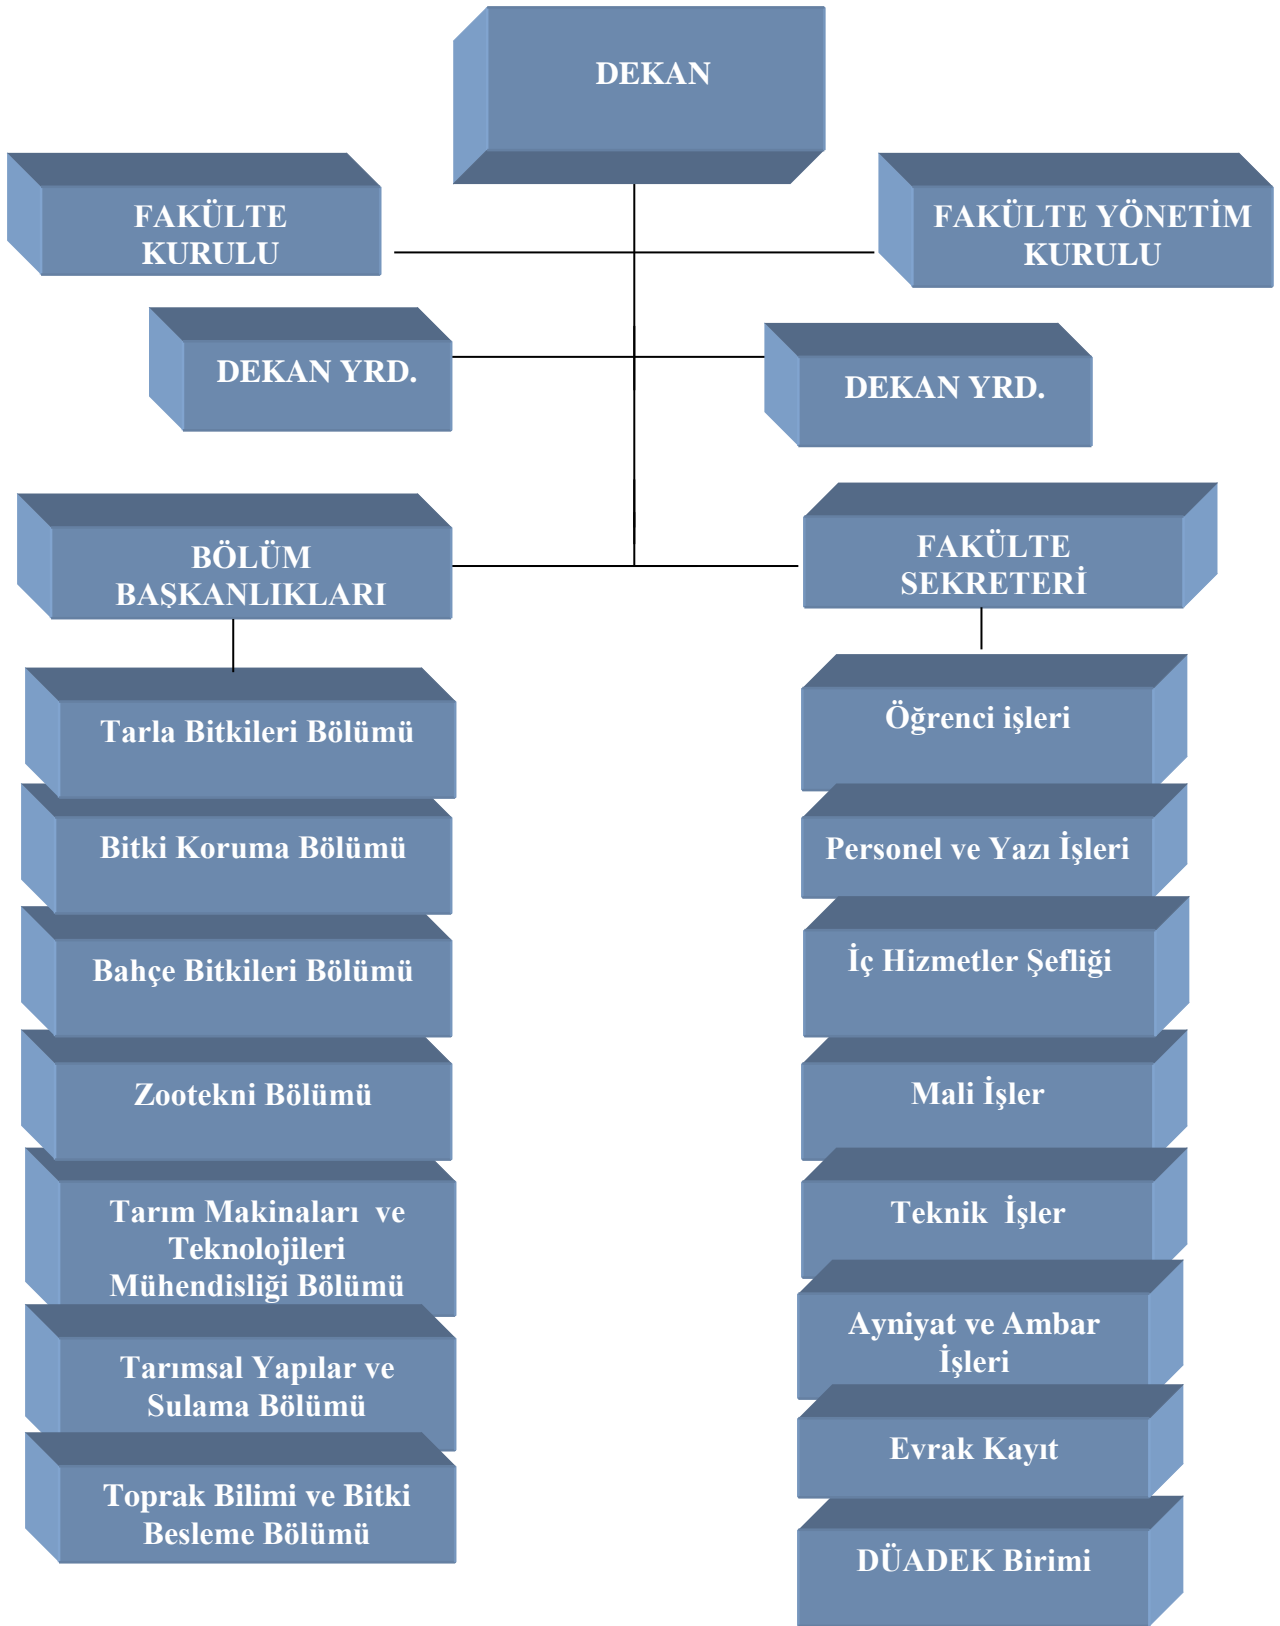 DEKAN
FAKÜLTE
KURULU
FAKÜLTE YÖNETİM
KURULU
DEKAN YRD.
DEKAN YRD.
BÖLÜM
BAŞKANLIKLARI
FAKÜLTE
SEKRETERİ
Tarla Bitkileri Bölümü
Bitki Koruma Bölümü
Bahçe Bitkileri Bölümü
Zootekni Bölümü
Tarım Makinaları  ve
Teknolojileri
Mühendisliği Bölümü
Tarımsal Yapılar ve
Sulama Bölümü
Toprak Bilimi ve Bitki
Besleme Bölümü
Öğrenci işleri
Personel ve Yazı İşleri
İç Hizmetler Şefliği
Mali İşler
Teknik  İşler
Ayniyat ve Ambar
İşleri
Evrak Kayıt
DÜADEK Birimi